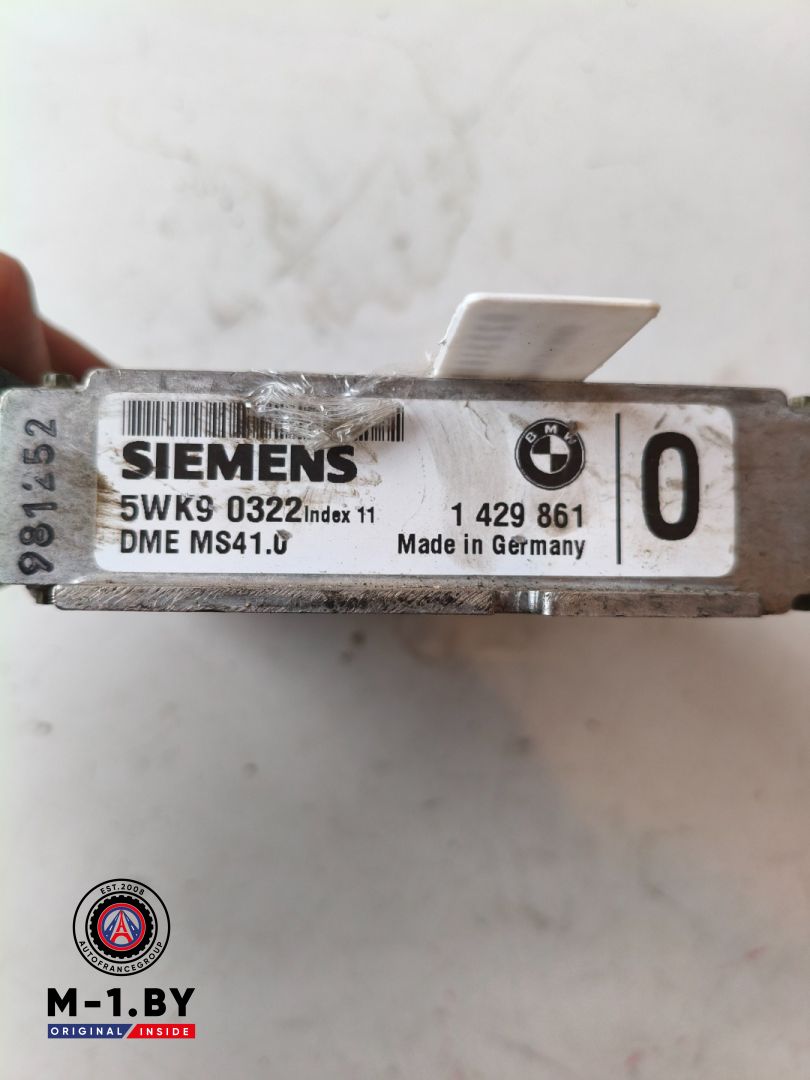 981252
SIEMENS
5WK9 0322 Index 11
DME MS41.0
BMW
1 429 861
Made in Germany
0
EST.2008
AUTOFRANCEGROUP
M-1.BY
ORIGINAL INSIDE